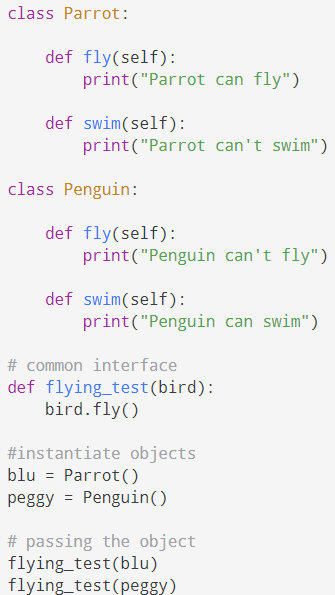 class Parrot:
    def fly(self):
        print("Parrot can fly")
    def swim(self):
        print("Parrot can't swim")
class Penguin:
    def fly(self):
        print("Penguin can't fly")
    def swim(self):
        print("Penguin can swim")
# common interface
def flying_test(bird):
    bird.fly()
#instantiate objects
blu = Parrot()
peggy = Penguin()
# passing the object
flying_test(blu)
flying_test(peggy)